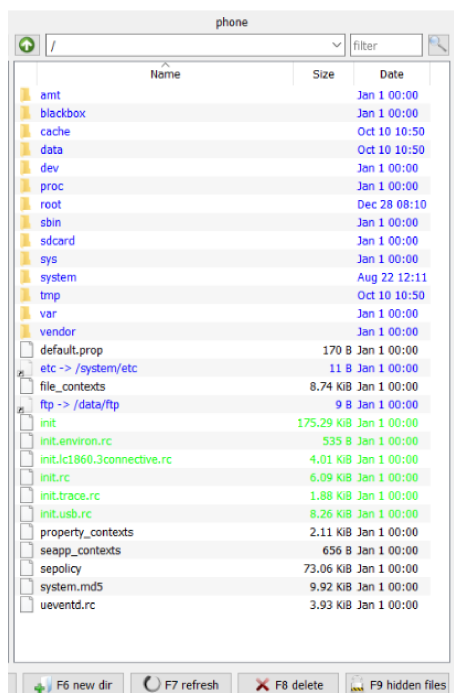 phone
/ filter
Name Size Date
amt Jan 1 00:00
blackbox Jan 1 00:00
cache Oct 10 10:50
data Oct 10 10:50
dev Jan 1 00:00
proc Jan 1 00:00
root Dec 28 08:10
sbin Jan 1 00:00
sdcard Jan 1 00:00
sys Jan 1 00:00
system Aug 22 12:11
tmp Oct 10 10:50
var Jan 1 00:00
vendor Jan 1 00:00
default.prop 170 B Jan 1 00:00
etc -> /system/etc 11 B Jan 1 00:00
file_contexts 8.74 KiB Jan 1 00:00
ftp -> /data/ftp 9 B Jan 1 00:00
init 175.29 KiB Jan 1 00:00
init.environ.rc 535 B Jan 1 00:00
init.lc1860.3connective.rc 4.01 KiB Jan 1 00:00
init.rc 6.09 KiB Jan 1 00:00
init.trace.rc 1.88 KiB Jan 1 00:00
init.usb.rc 8.26 KiB Jan 1 00:00
property_contexts 2.11 KiB Jan 1 00:00
seapp_contexts 656 B Jan 1 00:00
sepolicy 73.06 KiB Jan 1 00:00
system.md5 9.92 KiB Jan 1 00:00
ueventd.rc 3.93 KiB Jan 1 00:00
F6 new dir F7 refresh F8 delete F9 hidden files